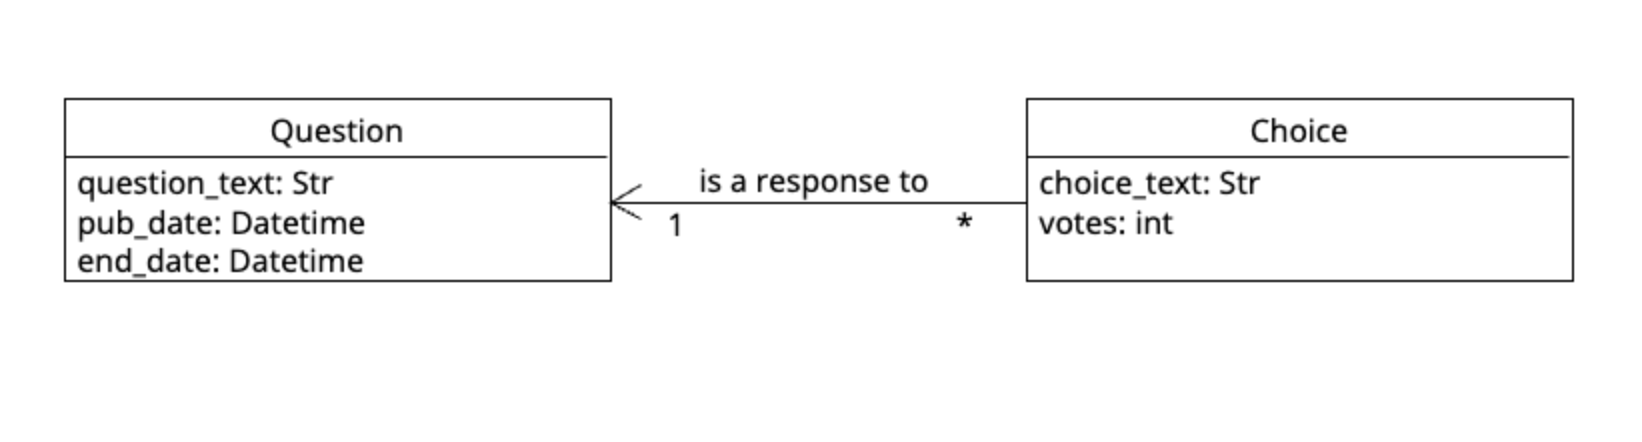 Question
question_text: Str
pub_date: Datetime
end_date: Datetime
is a response to
1
*
Choice
choice_text: Str
votes: int